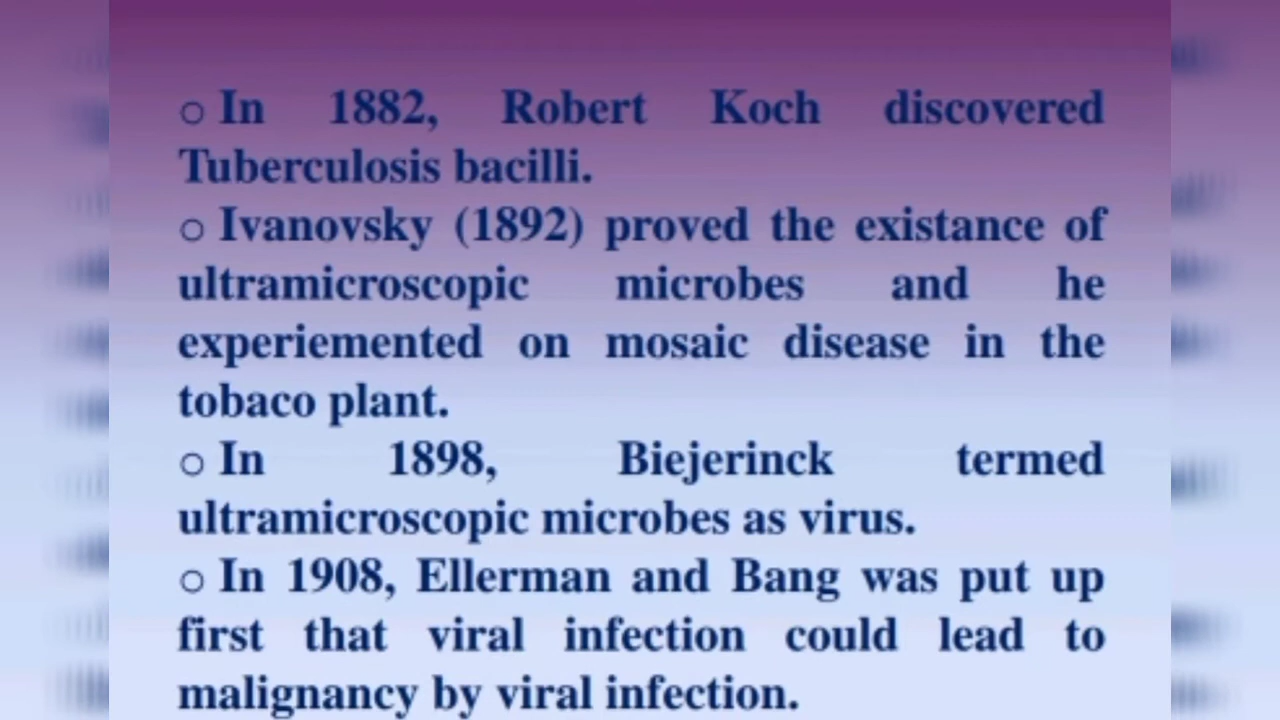 o In 1882, Robert Koch discovered
Tuberculosis bacilli.
o Ivanovsky (1892) proved the existance of
ultramicroscopic microbes and he
experiemented on mosaic disease in the
tobaco plant.
o In 1898, Biejerinck termed
ultramicroscopic microbes as virus.
o In 1908, Ellerman and Bang was put up
first that viral infection could lead to
malignancy by viral infection.